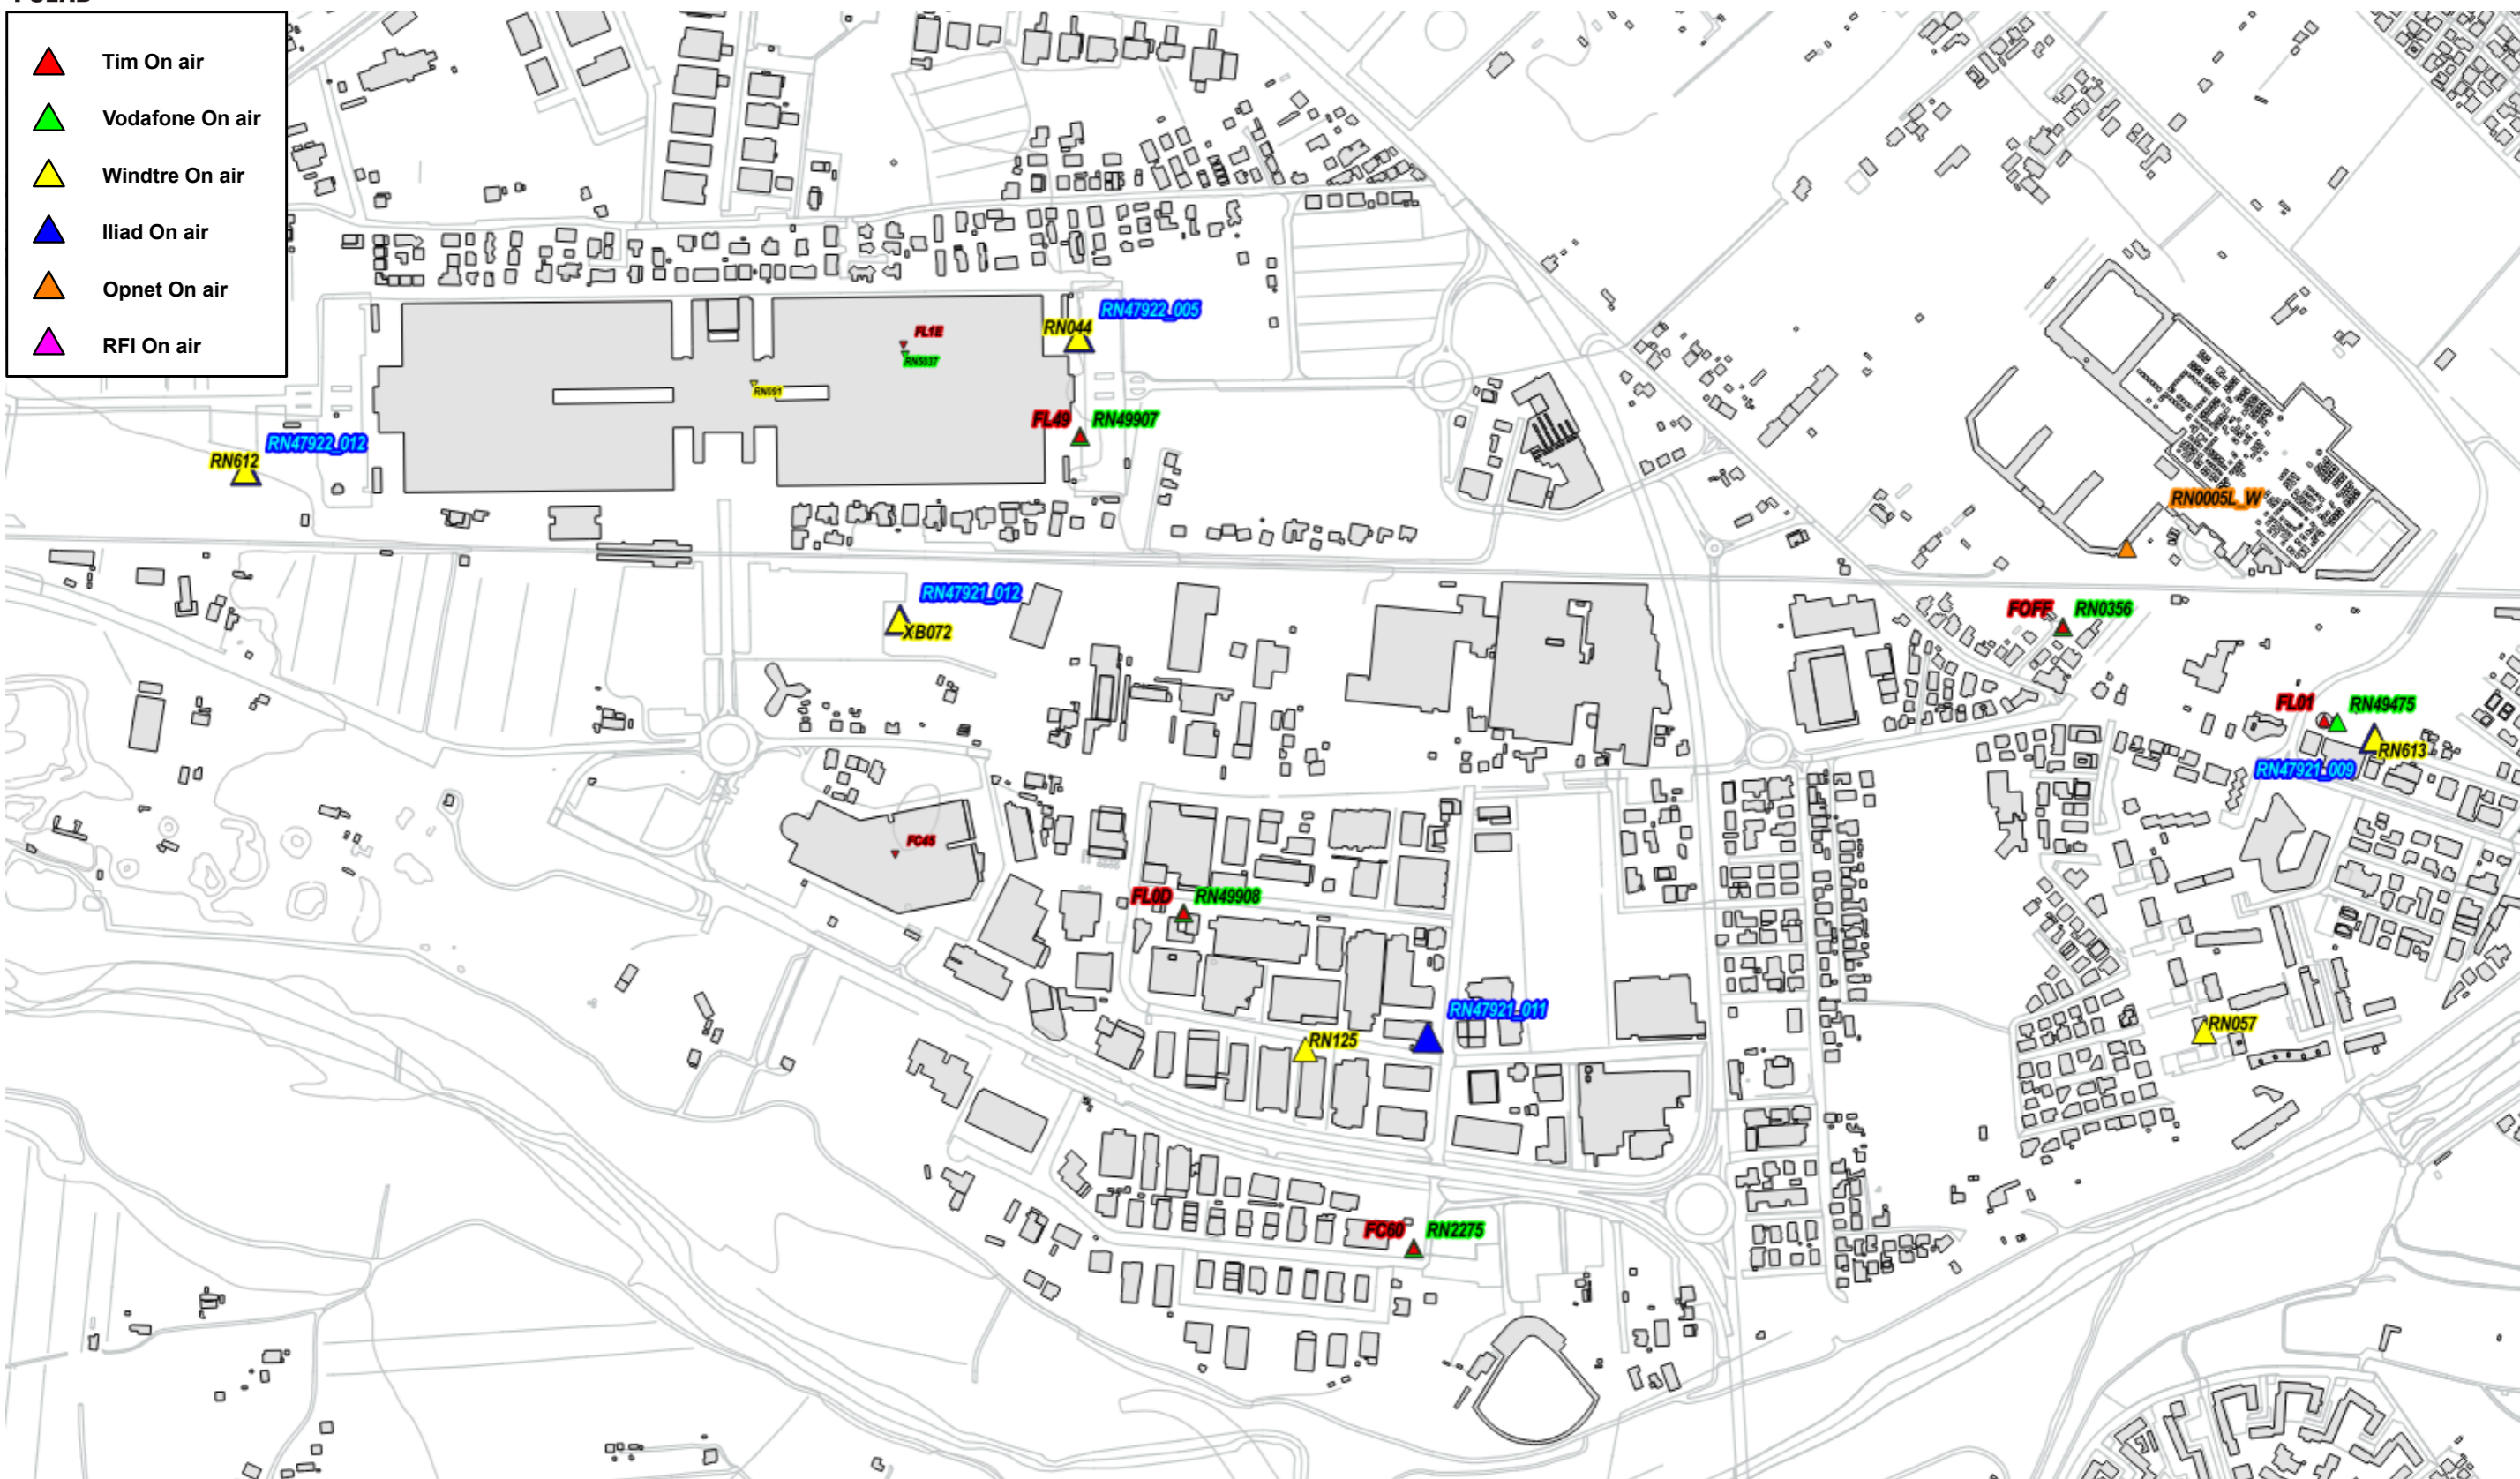 Tim On air
Vodafone On air
Windtre On air
Iliad On air
Opnet On air
RFI On air
RN47922_005
RN044
FL1E
RN5037
RN051
FL49
RN49907
RN47922_012
RN612
RN0005L_W
RN47921_012
XB072
FOFF
RN0356
FL01
RN49475
RN613
RN47921_009
FC45
FL0D
RN49908
RN47921_011
RN125
RN057
FC60
RN2275